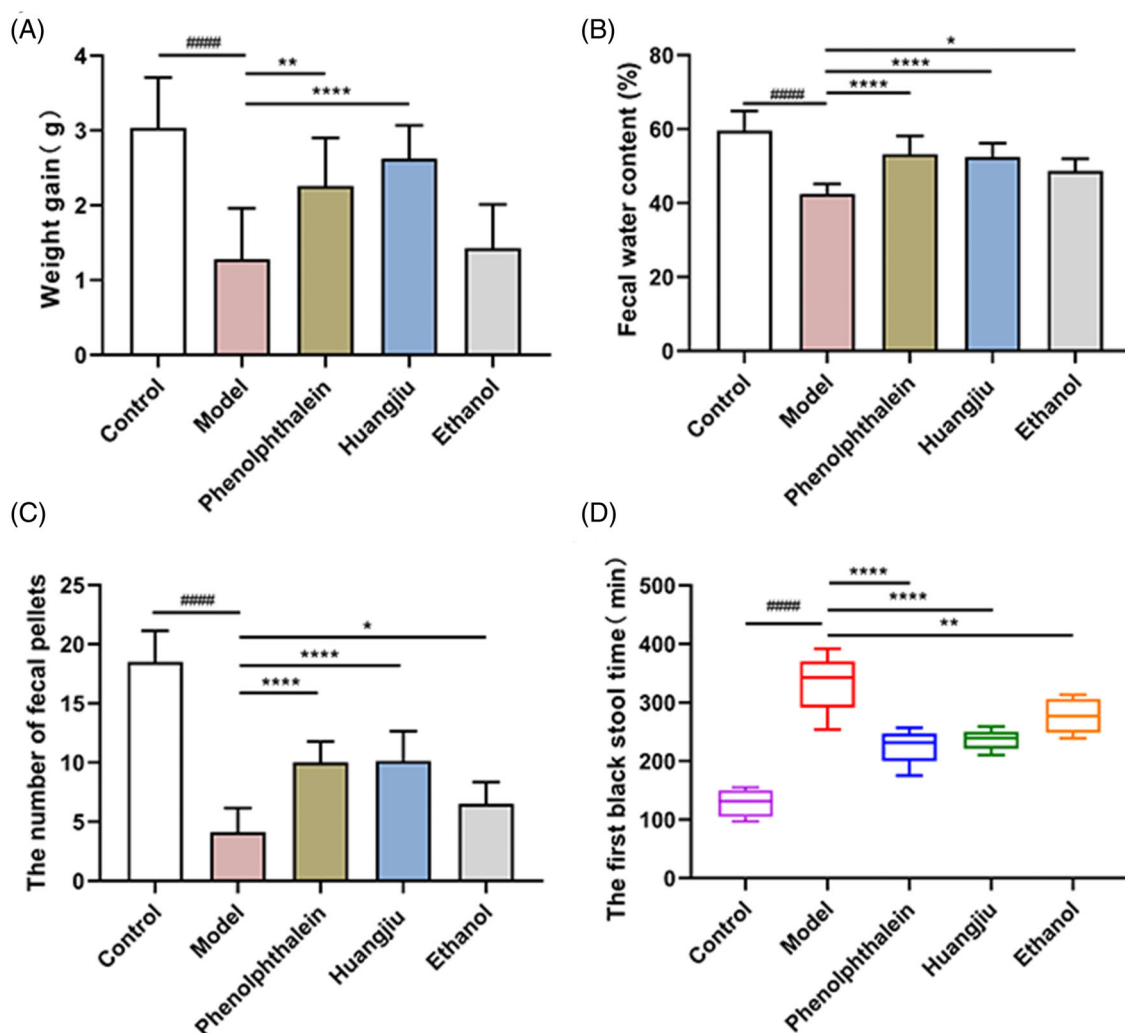 (A)
Weight gain( g)
4
3
2
1
0
####
**
****
Control
Model
Phenolphthalein
Huangjiu
Ethanol
(B)
Fecal water content (%)
80
60
40
20
0
*
****
####
****
Control
Model
Phenolphthalein
Huangjiu
Ethanol
(C)
The number of fecal pellets
25
20
15
10
5
0
####
*
****
****
Control
Model
Phenolphthalein
Huangjiu
Ethanol
(D)
The first black stool time( min)
500
400
300
200
100
0
****
####
****
**
Control
Model
Phenolphthalein
Huangjiu
Ethanol